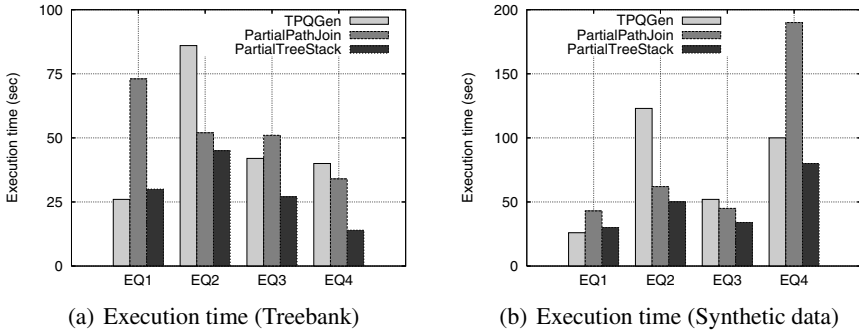 100
75
50
25
0
Execution time (sec)
TPQGen
PartialPathJoin
PartialTreeStack
EQ1 EQ2 EQ3 EQ4
(a) Execution time (Treebank)
200
150
100
50
0
Execution time (sec)
TPQGen
PartialPathJoin
PartialTreeStack
EQ1 EQ2 EQ3 EQ4
(b) Execution time (Synthetic data)